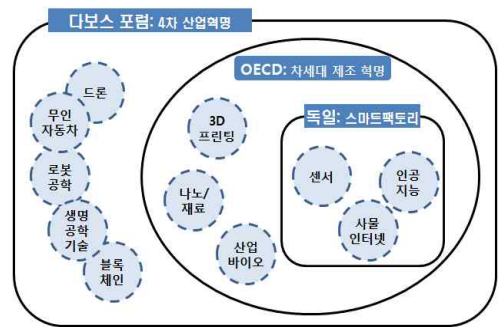 다보스 포럼: 4차 산업혁명
OECD: 차세대 제조 혁명
독일: 스마트팩토리
드론
무인
자동차
로봇
공학
생명
공학
기술
블록
체인
3D
프린팅
나노/
재료
산업
바이오
센서
인공
지능
사물
인터넷